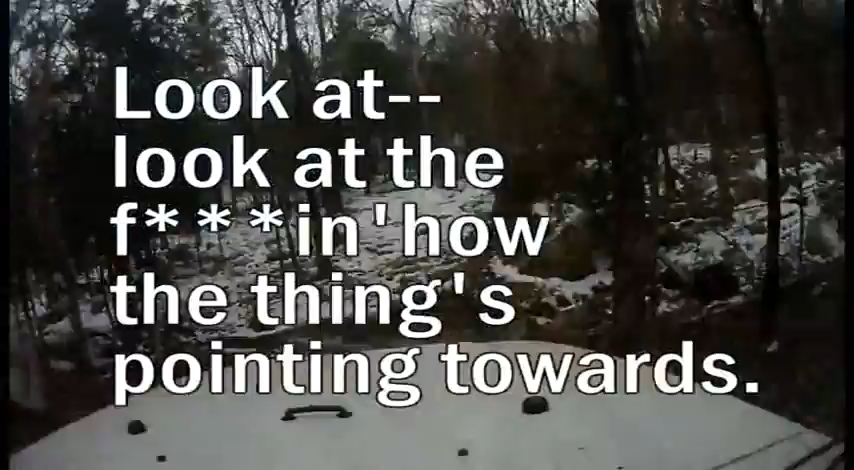 Look at--
look at the
f***in'how
the thing's
pointing towards.